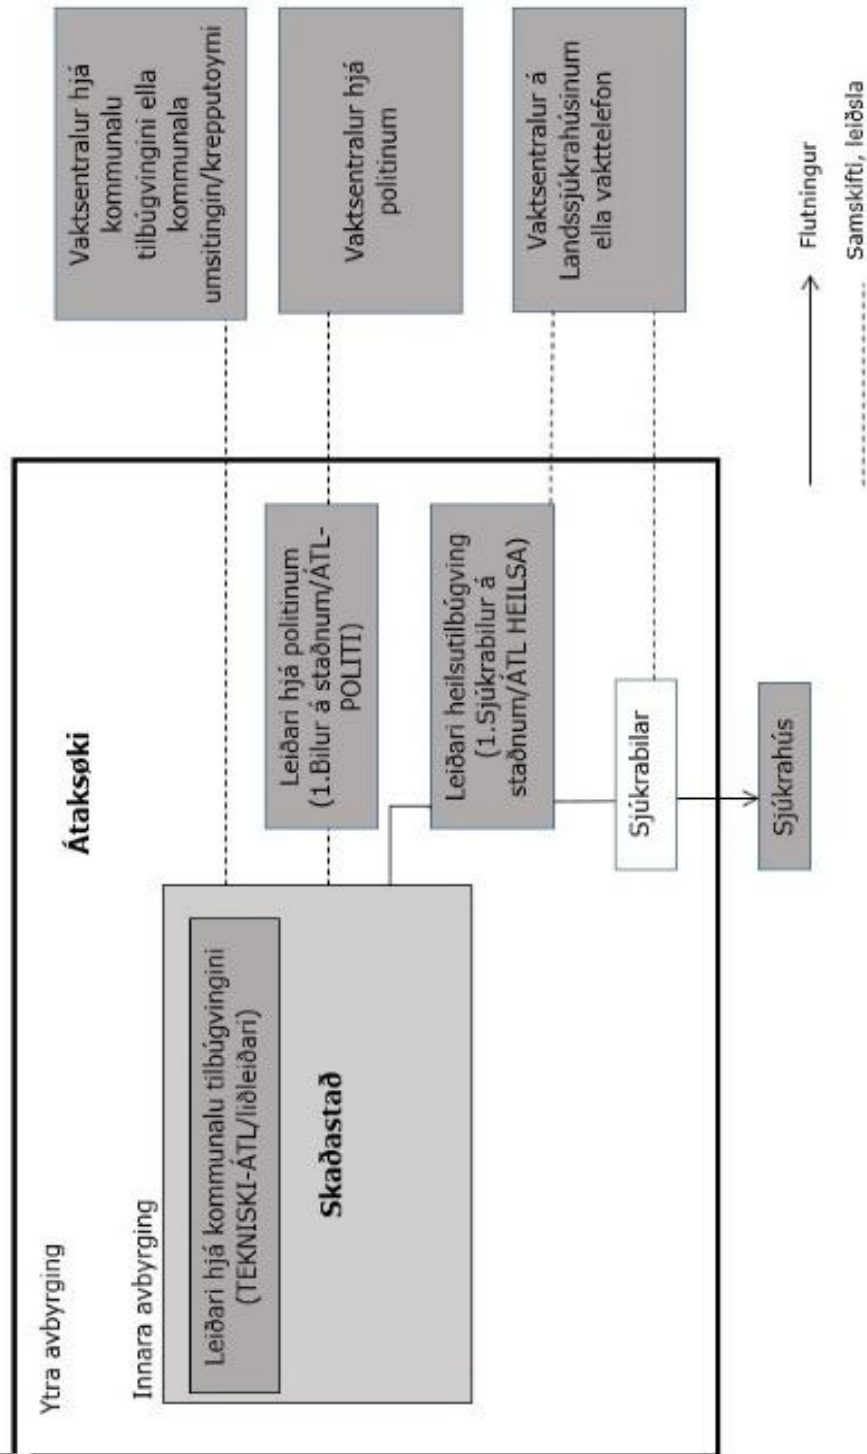 Ytra avbyrging
Átaksøki
Innara avbyrging
Leiðari hjá kommunalu tilbúgvingini
(TEKNISKI-ÁTL/liðleiðari)
Skaðastað
Leiðari hjá politinum
(1.Bilur á staðnum/ÁTL-
POLITI)
Leiðari heilsutilbúgving
(1.Sjúkrabilur á
staðnum/ÁTL HEILSA)
Sjúkrabilar
Sjúkrahús
Vaktsentralur hjá
kommunalu
tilbúgvingini ella
kommunala
umsitingin/krepputoymi
Vaktsentralur hjá
politinum
Vaktsentralur á
Landssjúkrahúsinum
ella vakttelefon
Flutningur
Samskifti, leiðsla